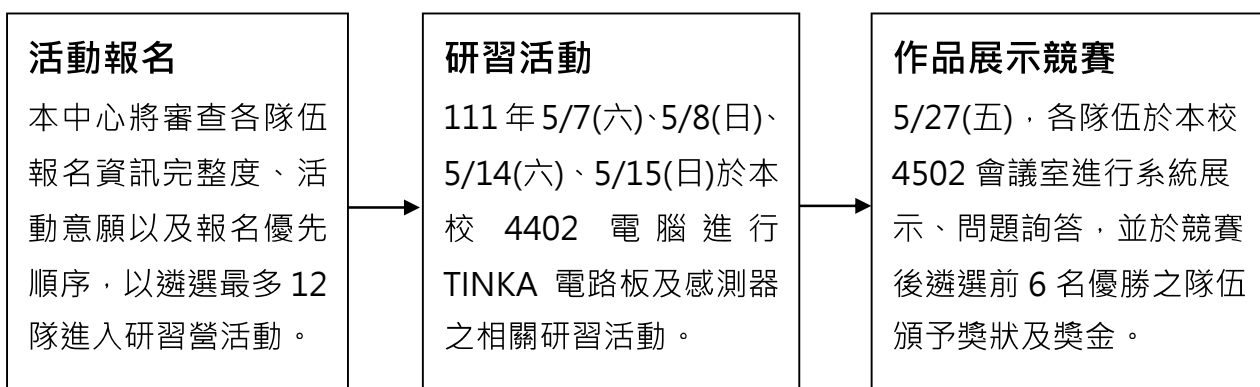 活動報名
本中心將審查各隊伍
報名資訊完整度、活
動意願以及報名優先
順序，以遴選最多 12
隊進入研習營活動。
研習活動
111 年 5/7(六)、5/8(日)、
5/14(六)、5/15(日)於本
校 4402 電腦進行
TINKA 電路板及感測器
之相關研習活動。
作品展示競賽
5/27(五)，各隊伍於本校
4502 會議室進行系統展
示、問題詢答，並於競賽
後遴選前 6 名優勝之隊伍
頒予獎狀及獎金。